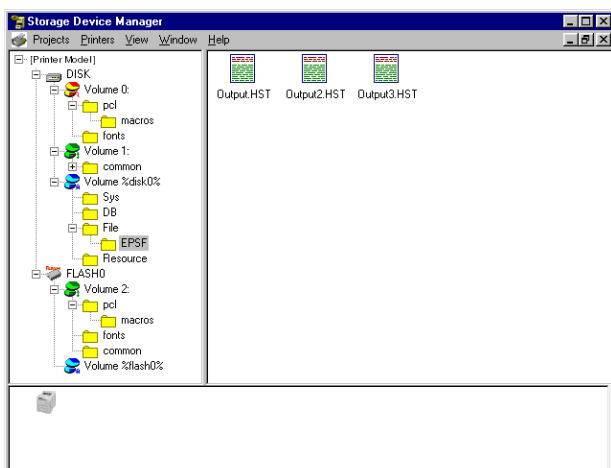 Storage Device Manager
Projects Printers View Window Help
[Printer Model]
DISK
Volume 0:
pcl
macros
fonts
Volume 1:
common
Volume %disk0%
Sys
DB
File
EPSF
Resource
FLASH0
Volume 2:
pcl
macros
fonts
common
Volume %flash0%
Output.HST Output2.HST Output3.HST